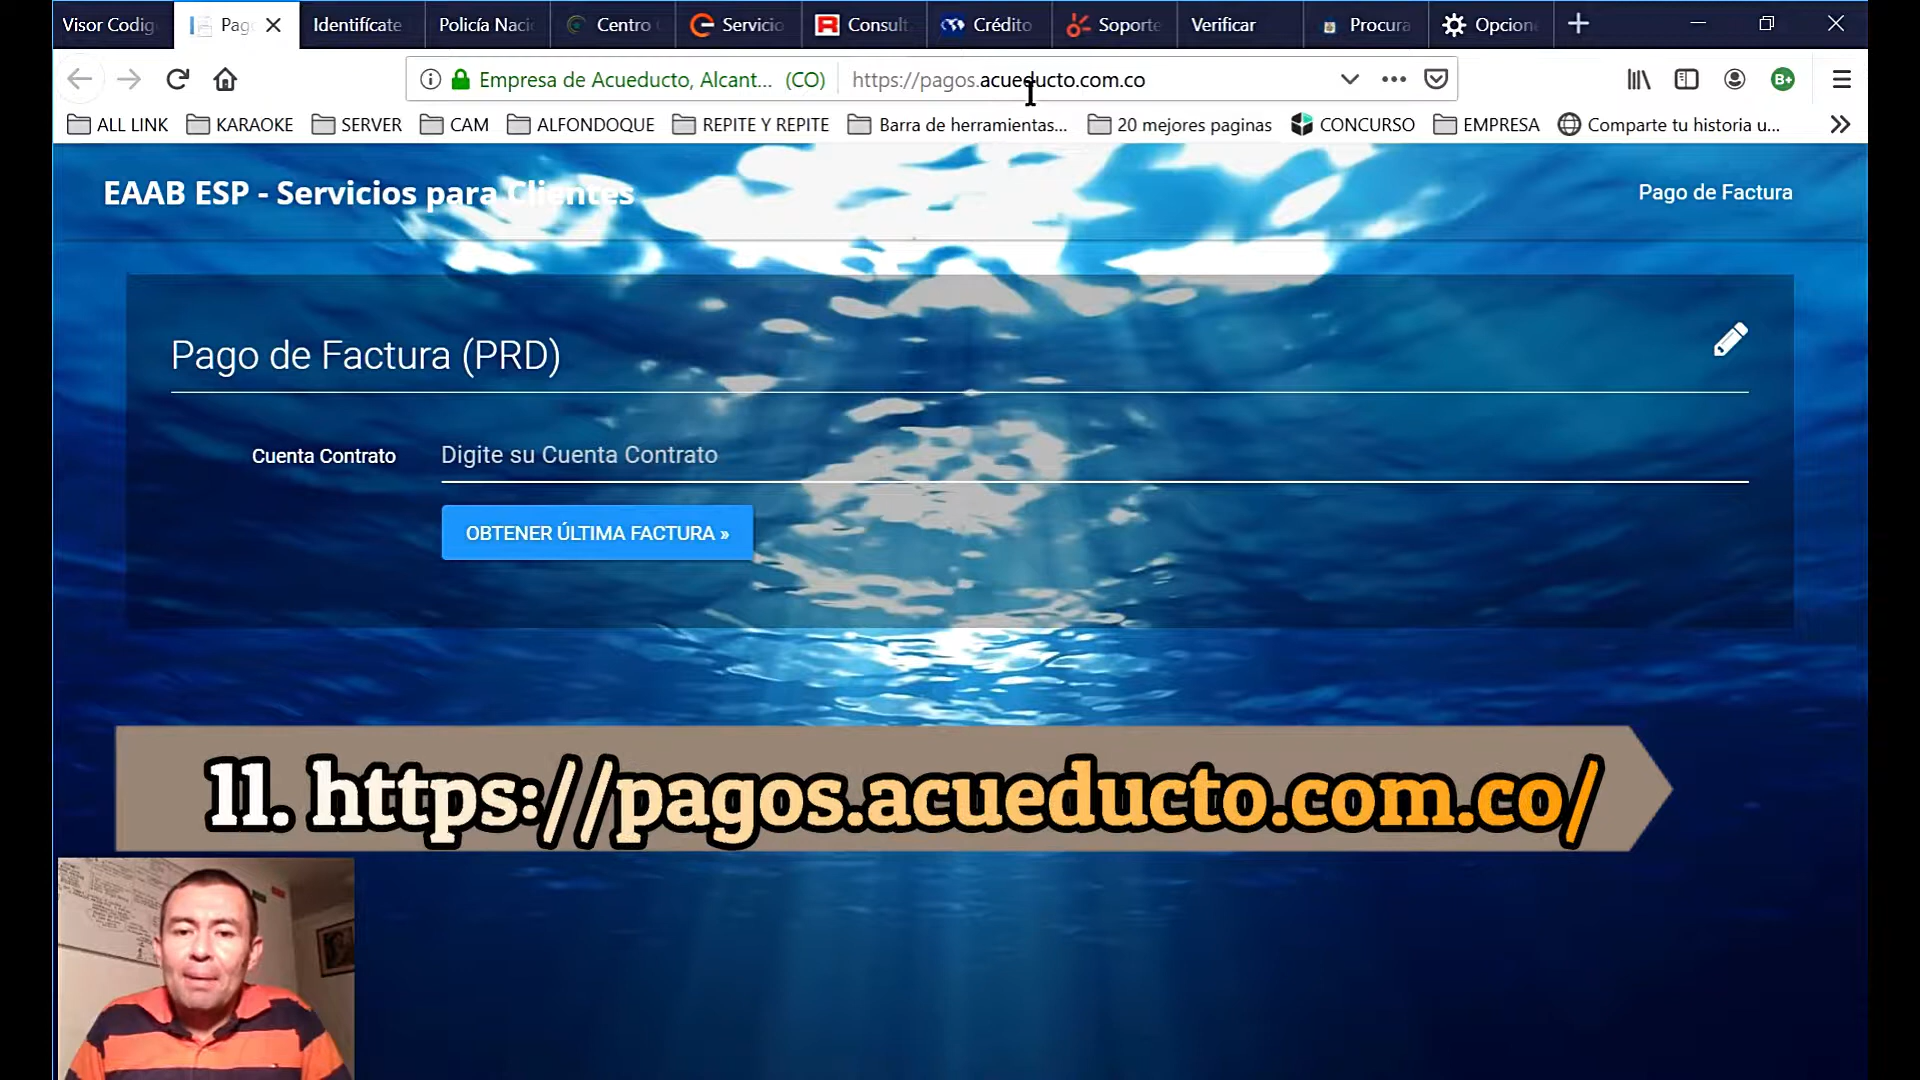 Visor Codig
Pag
Identifícate
Policía Naci
Centro
Servicio
Consult
Crédito
Soporte
Verificar
Procura
Opcion
Empresa de Acueducto, Alcant... (CO) https://pagos.acueducto.com.co
ALL LINK KARAOKE SERVER CAM ALFONDOQUE REPITE Y REPITE Barra de herramientas... 20 mejores paginas CONCURSO EMPRESA Comparte tu historia u...
EAAB ESP - Servicios para Clientes
Pago de Factura
Pago de Factura (PRD)
Cuenta Contrato Digite su Cuenta Contrato
OBTENER ÚLTIMA FACTURA »
11. https://pagos.acueducto.com.co/